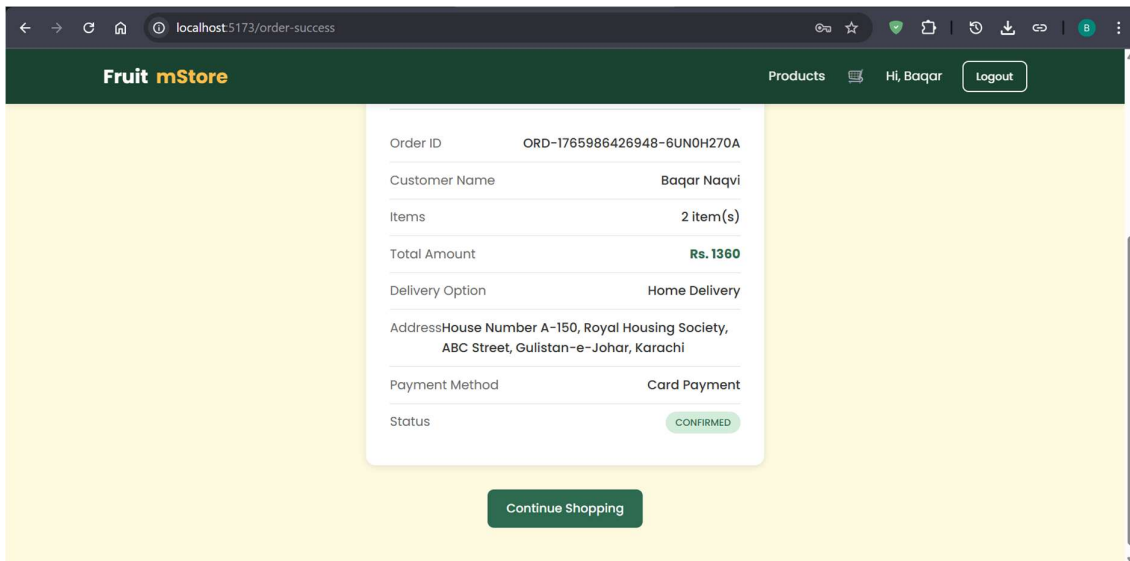 localhost:5173/order-success
B
Fruit mStore
Products
Hi, Baqar
Logout
Order ID ORD-1765986426948-6UN0H270A
Customer Name Baqar Naqvi
Items 2 item(s)
Total Amount Rs. 1360
Delivery Option Home Delivery
AddressHouse Number A-150, Royal Housing Society,
ABC Street, Gulistan-e-Johar, Karachi
Payment Method Card Payment
Status CONFIRMED
Continue Shopping